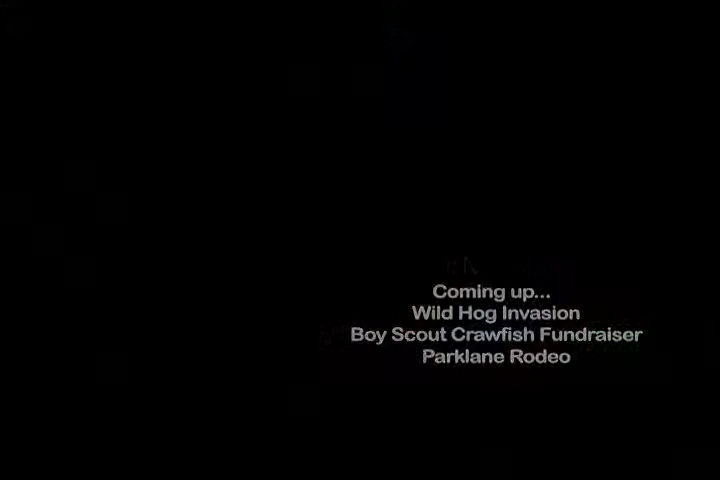 Coming up...
Wild Hog Invasion
Boy Scout Crawfish Fundraiser
Parklane Rodeo